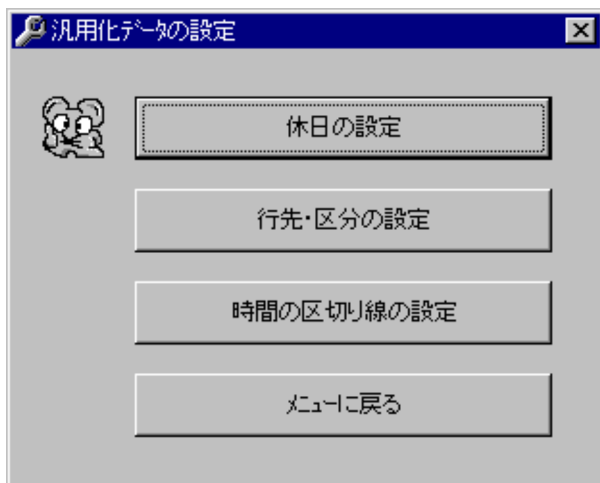 汎用化ﾃﾞｰﾀの設定
休日の設定
行先･区分の設定
時間の区切り線の設定
ﾒﾆｭｰに戻る